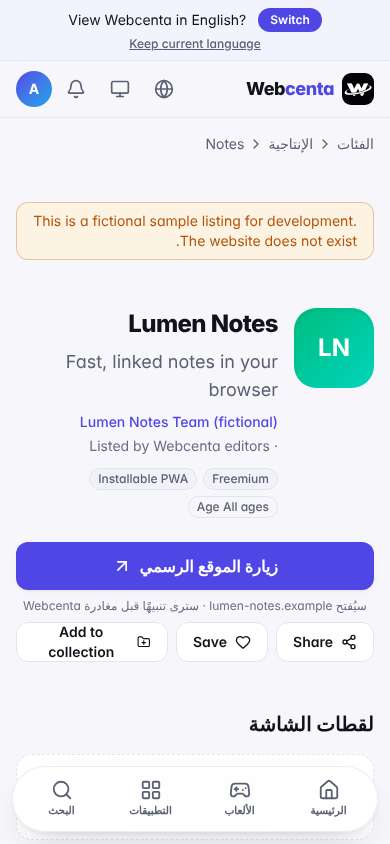 View Webcenta in English? Switch
Keep current language
Webcenta
A
الفئات > الإنتاجية > Notes
This is a fictional sample listing for development.
The website does not exist.
LN
Lumen Notes
Fast, linked notes in your
browser
Lumen Notes Team (fictional)
· Listed by Webcenta editors
Freemium Installable PWA
Age All ages
زيارة الموقع الرسمي
سيُفتح lumen-notes.example · سترى تنبيهًا قبل مغادرة Webcenta
Share Save Add to collection
لقطات الشاشة
الرئيسية الألعاب التطبيقات البحث